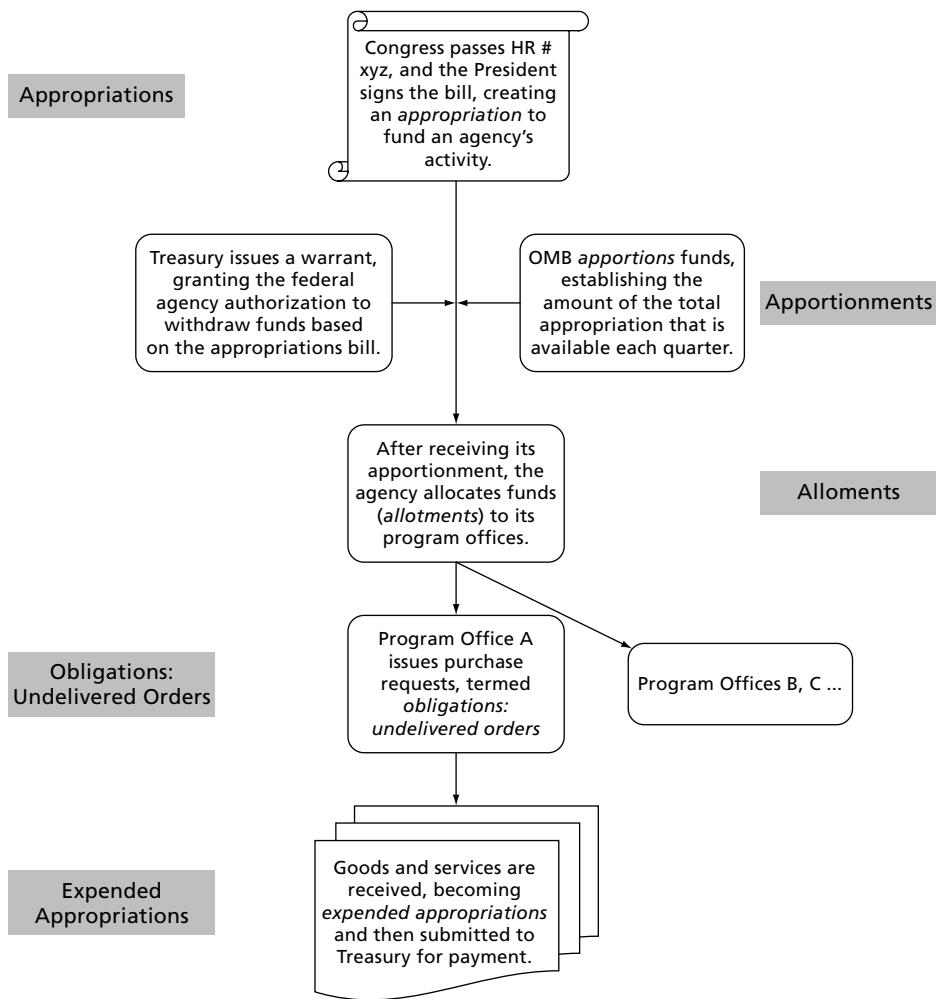 Congress passes HR #
xyz, and the President
signs the bill, creating
an appropriation to
fund an agency’s
activity.
Appropriations
Treasury issues a warrant,
granting the federal
agency authorization to
withdraw funds based
on the appropriations bill.
OMB apportions funds,
establishing the
amount of the total
appropriation that is
available each quarter.
Apportionments
After receiving its
apportionment, the
agency allocates funds
(allotments) to its
program offices.
Alloments
Obligations:
Undelivered Orders
Program Office A
issues purchase
requests, termed
obligations:
undelivered orders
Program Offices B, C ...
Expended
Appropriations
Goods and services are
received, becoming
expended appropriations
and then submitted to
Treasury for payment.